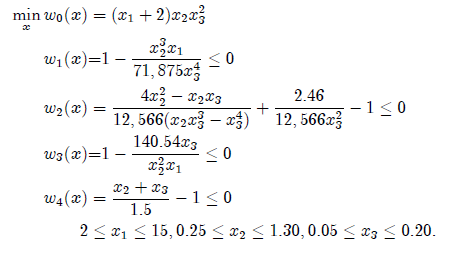 min_x w₀(x) = (x₁ + 2)x₂x₃²
w₁(x)=1 − x₂³x₁ / 71,875x₃⁴ ≤ 0
w₂(x) = (4x₂² − x₂x₃) / (12,566(x₂x₃³ − x₃⁴)) + 2.46 / (12,566x₃²) − 1 ≤ 0
w₃(x)=1 − 140.54x₃ / (x₂²x₁) ≤ 0
w₄(x) = (x₂ + x₃) / 1.5 − 1 ≤ 0
2 ≤ x₁ ≤ 15, 0.25 ≤ x₂ ≤ 1.30, 0.05 ≤ x₃ ≤ 0.20.